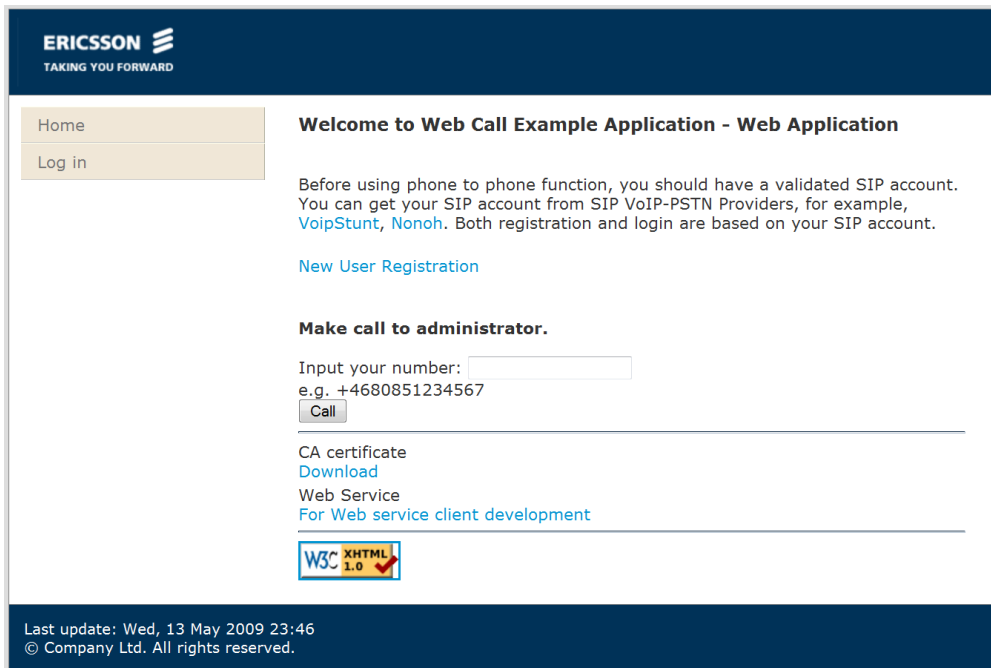 ERICSSON
TAKING YOU FORWARD
Home
Log in
Welcome to Web Call Example Application - Web Application
Before using phone to phone function, you should have a validated SIP account.
You can get your SIP account from SIP VoIP-PSTN Providers, for example,
VoipStunt, Nonoh. Both registration and login are based on your SIP account.
New User Registration
Make call to administrator.
Input your number:
e.g. +4680851234567
Call
CA certificate
Download
Web Service
For Web service client development
W3C XHTML 1.0
Last update: Wed, 13 May 2009 23:46
© Company Ltd. All rights reserved.